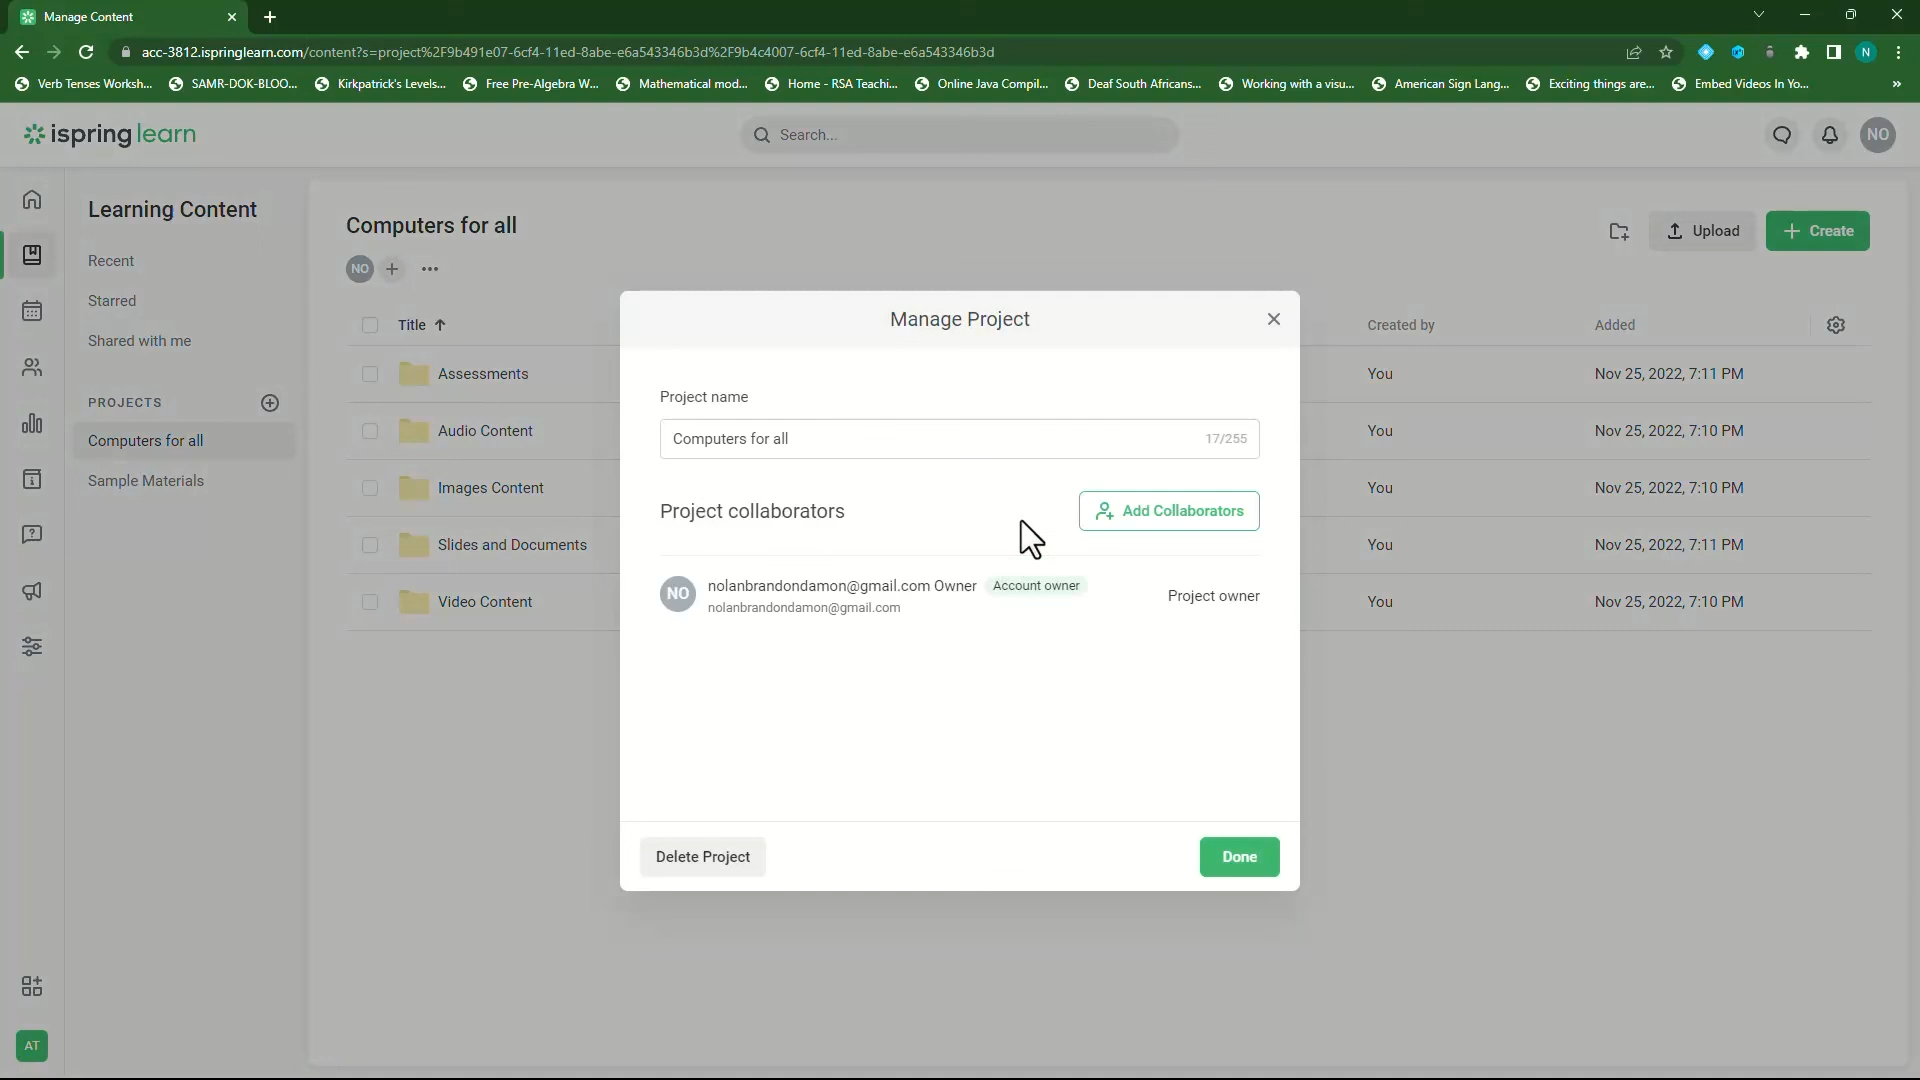 Manage Content
acc-3812.ispringlearn.com/content?s=project%2F9b491e07-6cf4-11ed-8abe-e6a543346b3d%2F9b4c4007-6cf4-11ed-8abe-e6a543346b3d
N
Verb Tenses Worksh...
SAMR-DOK-BLOO...
Kirkpatrick's Levels...
Free Pre-Algebra W...
Mathematical mod...
Home - RSA Teachi...
Online Java Compil...
Deaf South Africans...
Working with a visu...
American Sign Lang...
Exciting things are...
Embed Videos In Yo...
»
ispring learn
Search...
NO
Learning Content
Recent
Starred
Shared with me
PROJECTS
Computers for all
Sample Materials
AT
Computers for all
NO
Upload
Create
Title
Created by
Added
Assessments
You
Nov 25, 2022, 7:11 PM
Audio Content
You
Nov 25, 2022, 7:10 PM
Images Content
You
Nov 25, 2022, 7:10 PM
Slides and Documents
You
Nov 25, 2022, 7:11 PM
Video Content
You
Nov 25, 2022, 7:10 PM
Manage Project
Project name
Computers for all
17/255
Project collaborators
Add Collaborators
NO
nolanbrandondamon@gmail.com Owner
Account owner
nolanbrandondamon@gmail.com
Project owner
Delete Project
Done